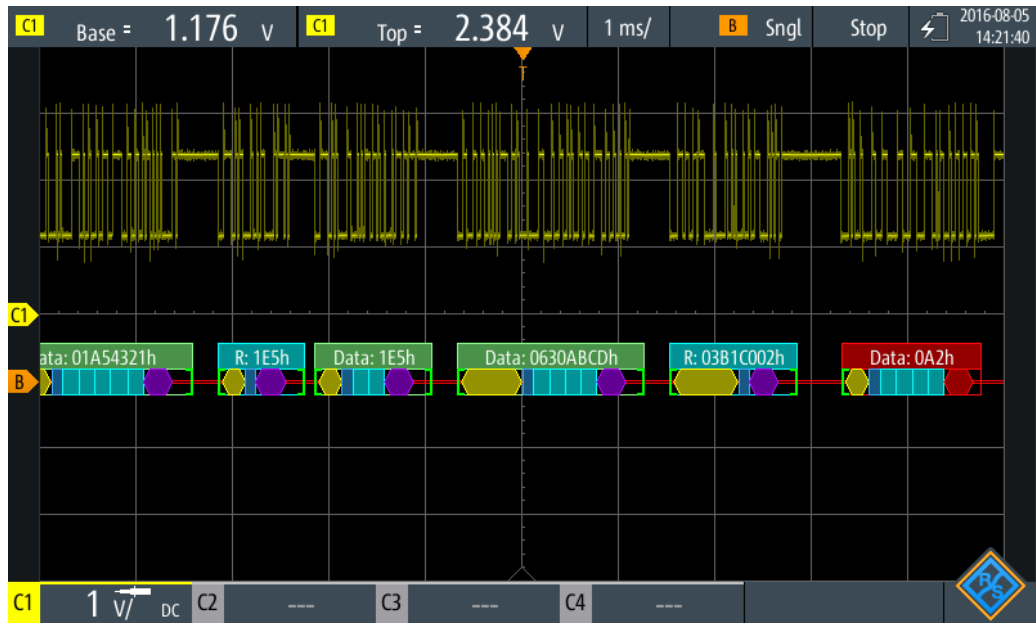 C1 Base = 1.176 V C1 Top = 2.384 V 1 ms/ B Sngl Stop 2016-08-05
14:21:40
T
C1
ata: 01A54321h R: 1E5h Data: 1E5h Data: 0630ABCDh R: 03B1C002h Data: 0A2h
B
C1 1 V/ DC C2 --- C3 --- C4 ---
R&S